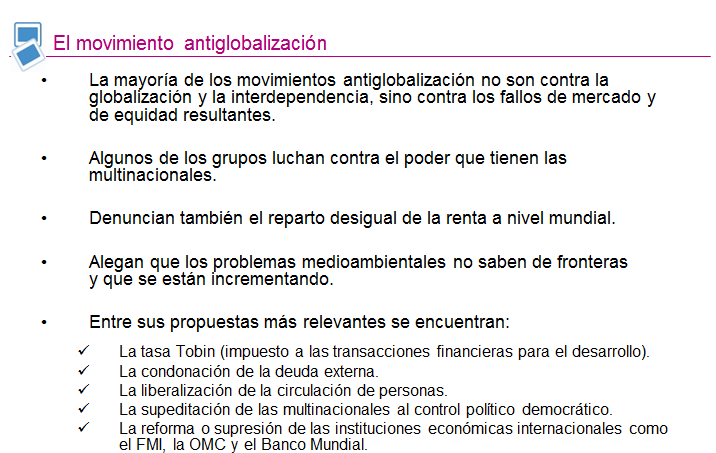 El movimiento antiglobalización
• La mayoría de los movimientos antiglobalización no son contra la
globalización y la interdependencia, sino contra los fallos de mercado y
de equidad resultantes.
• Algunos de los grupos luchan contra el poder que tienen las
multinacionales.
• Denuncian también el reparto desigual de la renta a nivel mundial.
• Alegan que los problemas medioambientales no saben de fronteras
y que se están incrementando.
• Entre sus propuestas más relevantes se encuentran:
✓ La tasa Tobin (impuesto a las transacciones financieras para el desarrollo).
✓ La condonación de la deuda externa.
✓ La liberalización de la circulación de personas.
✓ La supeditación de las multinacionales al control político democrático.
✓ La reforma o supresión de las instituciones económicas internacionales como
el FMI, la OMC y el Banco Mundial.